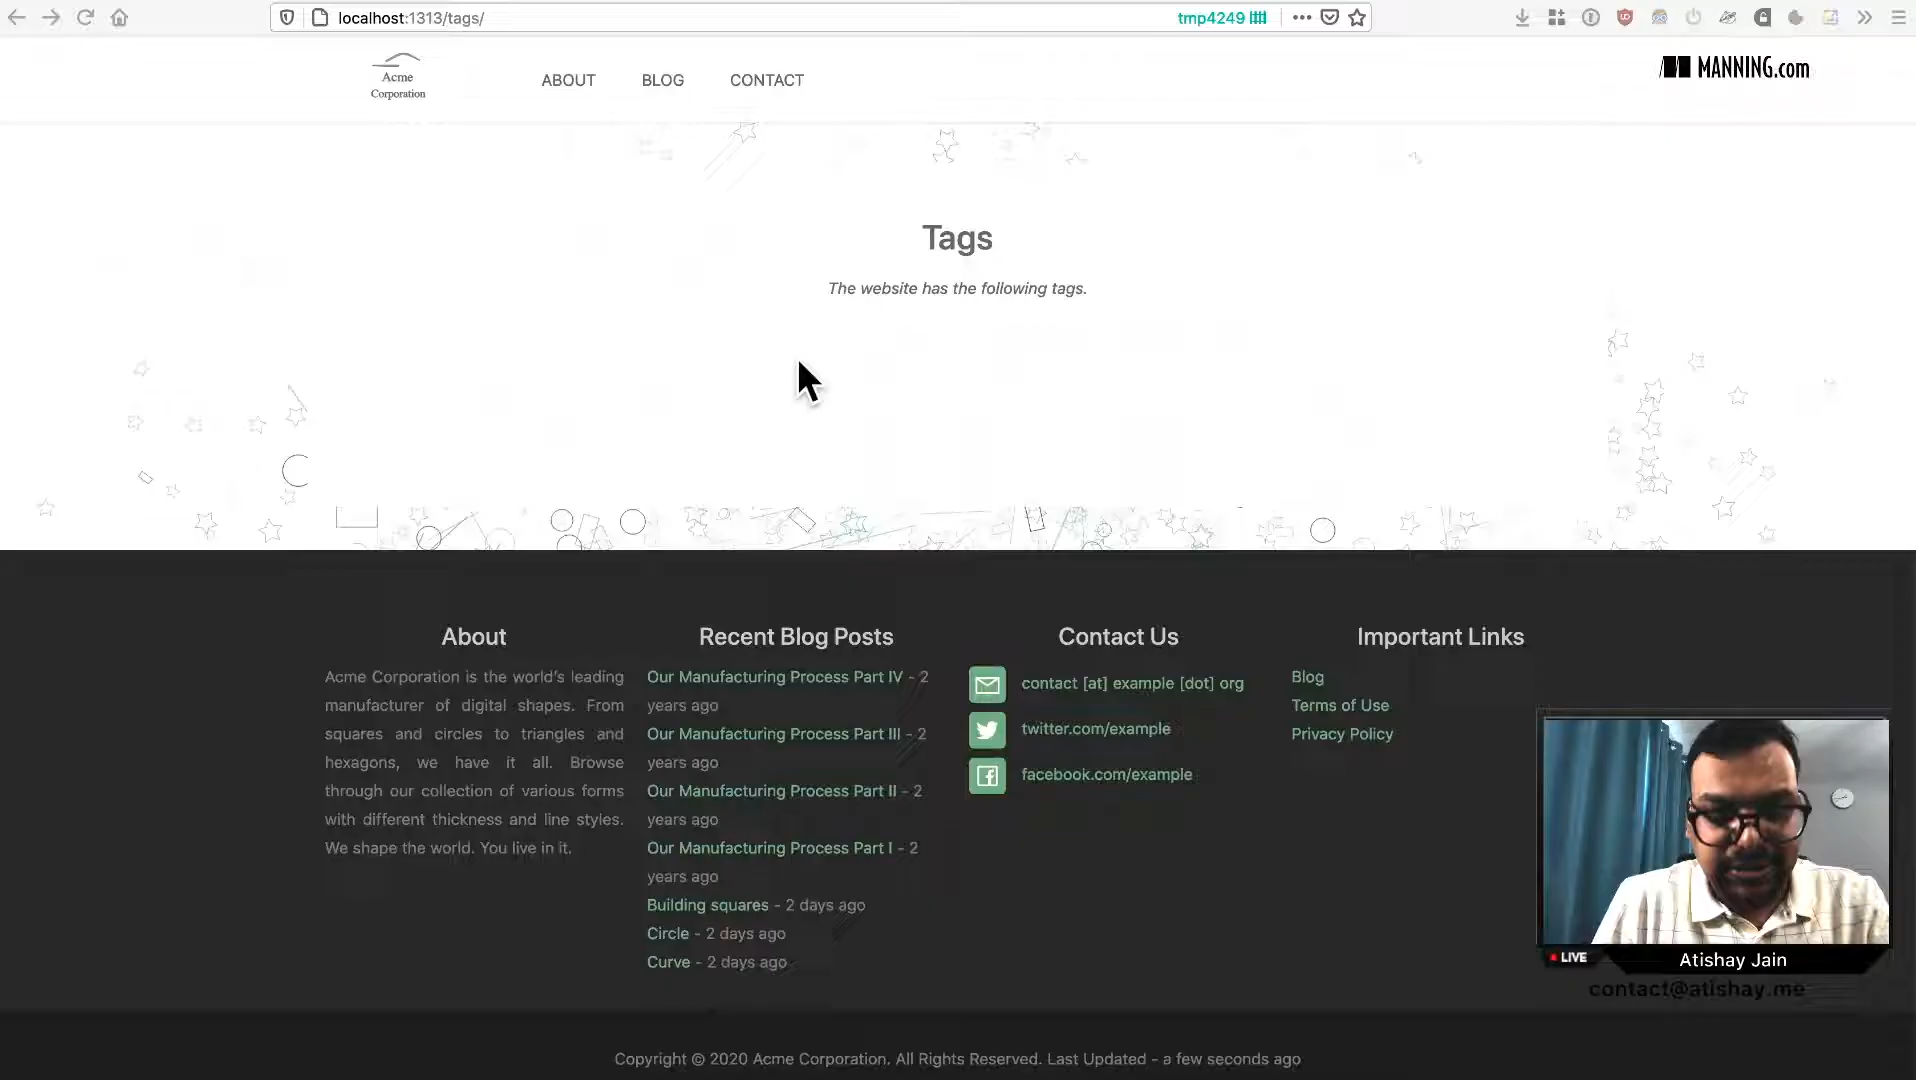 localhost:1313/tags/
tmp4249
Acme
Corporation
ABOUT
BLOG
CONTACT
MANNING.com
Tags
The website has the following tags.
About
Acme Corporation is the world's leading
manufacturer of digital shapes. From
squares and circles to triangles and
hexagons, we have it all. Browse
through our collection of various forms
with different thickness and line styles.
We shape the world. You live in it.
Recent Blog Posts
Our Manufacturing Process Part IV - 2
years ago
Our Manufacturing Process Part III - 2
years ago
Our Manufacturing Process Part II - 2
years ago
Our Manufacturing Process Part I - 2
years ago
Building squares - 2 days ago
Circle - 2 days ago
Curve - 2 days ago
Contact Us
contact [at] example [dot] org
twitter.com/example
facebook.com/example
Important Links
Blog
Terms of Use
Privacy Policy
LIVE
Atishay Jain
contact@atishay.me
Copyright © 2020 Acme Corporation. All Rights Reserved. Last Updated - a few seconds ago